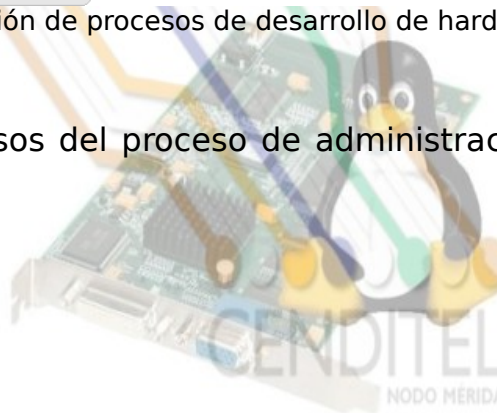 ión de procesos de desarrollo de hard
sos del proceso de administrac
CENDITEL
NODO MÉRIDA